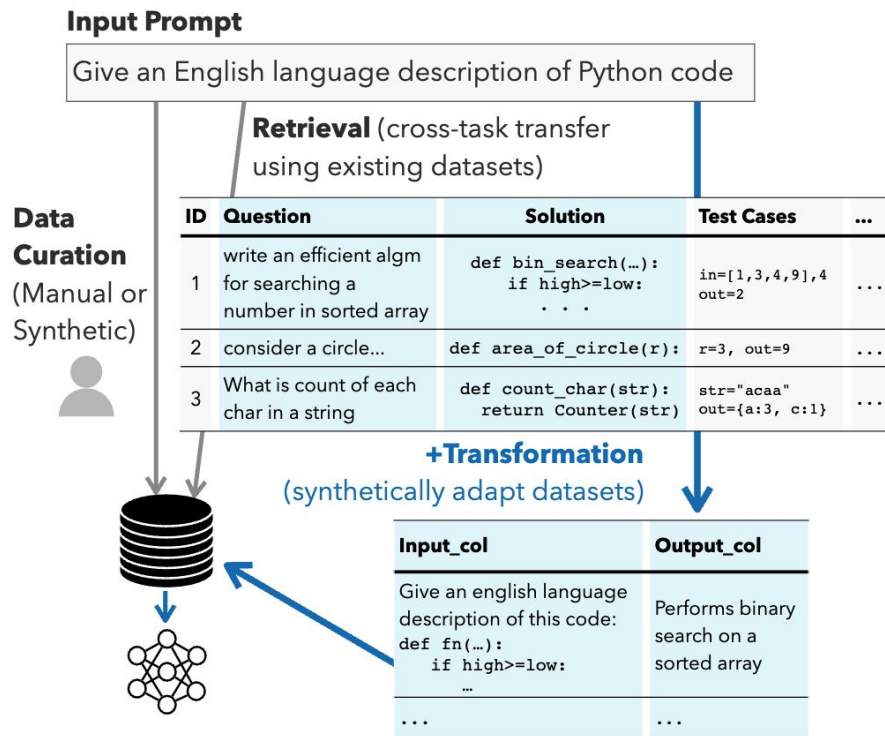 Input Prompt
Give an English language description of Python code
Retrieval (cross-task transfer
using existing datasets)
Data
Curation
(Manual or
Synthetic)
ID Question Solution Test Cases ...
1
write an efficient algm
for searching a
number in sorted array
def bin_search(…):
if high>=low:
. . .
in=[1,3,4,9],4
out=2
...
2 consider a circle... def area_of_circle(r): r=3, out=9 ...
3
What is count of each
char in a string
def count_char(str):
return Counter(str)
str="acaa"
out={a:3, c:1}
...
+Transformation
(synthetically adapt datasets)
Input_col Output_col
Give an english language
description of this code:
def fn(…):
if high>=low:
…
Performs binary
search on a
sorted array
... ...